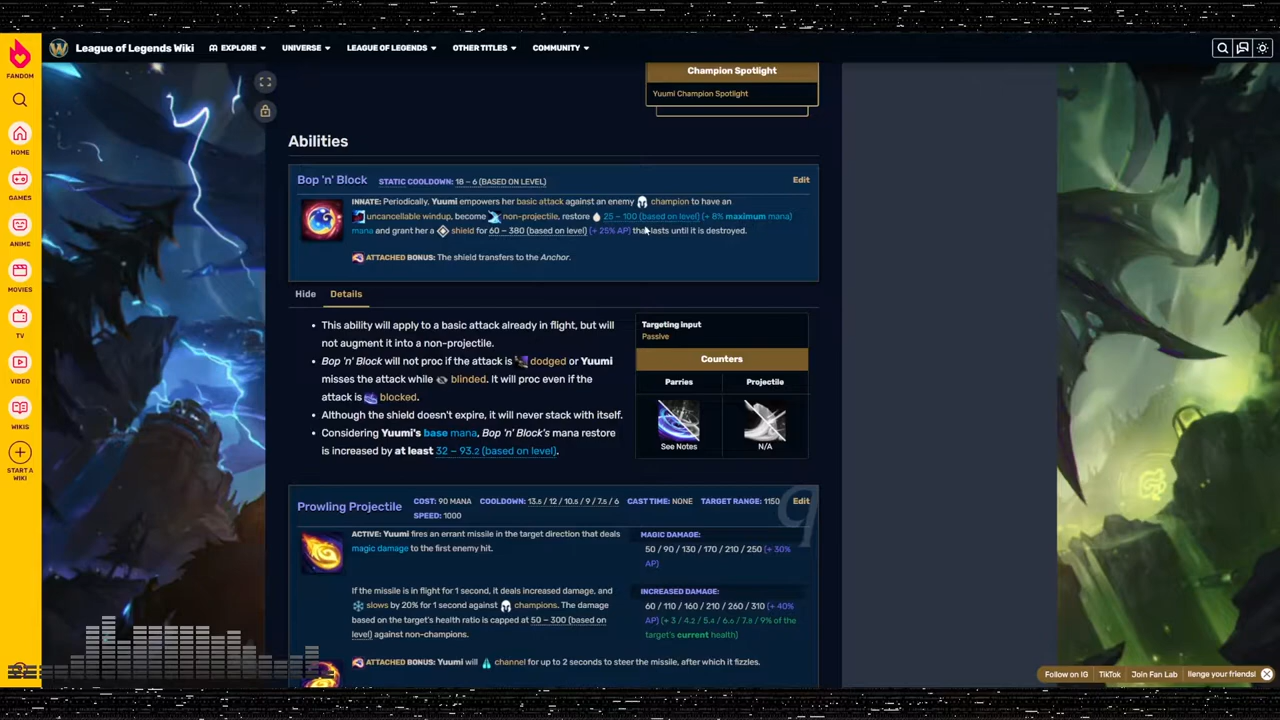 League of Legends Wiki
EXPLORE
UNIVERSE
LEAGUE OF LEGENDS
OTHER TITLES
COMMUNITY
FANDOM
HOME
GAMES
ANIME
MOVIES
TV
VIDEO
WIKIS
START A
WIKI
Champion Spotlight
Yuumi Champion Spotlight
Abilities
Bop 'n' Block STATIC COOLDOWN: 18 – 6 (BASED ON LEVEL) Edit
INNATE: Periodically, Yuumi empowers her basic attack against an enemy champion to have an
uncancellable windup, become non-projectile, restore 25 – 100 (based on level) (+ 8% maximum mana)
mana and grant her a shield for 60 – 380 (based on level) (+ 25% AP) that lasts until it is destroyed.
ATTACHED BONUS: The shield transfers to the Anchor.
Hide Details
• This ability will apply to a basic attack already in flight, but will
not augment it into a non-projectile.
• Bop 'n' Block will not proc if the attack is dodged or Yuumi
misses the attack while blinded. It will proc even if the
attack is blocked.
• Although the shield doesn't expire, it will never stack with itself.
• Considering Yuumi's base mana, Bop 'n' Block's mana restore
is increased by at least 32 – 93.2 (based on level).
Targeting input
Passive
Counters
Parries Projectile
See Notes N/A
Prowling Projectile COST: 90 MANA COOLDOWN: 13.5 / 12 / 10.5 / 9 / 7.5 / 6 CAST TIME: NONE TARGET RANGE: 1150 Edit
SPEED: 1000
q
ACTIVE: Yuumi fires an errant missile in the target direction that deals
magic damage to the first enemy hit.
MAGIC DAMAGE:
50 / 90 / 130 / 170 / 210 / 250 (+ 30%
AP)
If the missile is in flight for 1 second, it deals increased damage, and
slows by 20% for 1 second against champions. The damage
based on the target's health ratio is capped at 50 – 300 (based on
level) against non-champions.
INCREASED DAMAGE:
60 / 110 / 160 / 210 / 260 / 310 (+ 40%
AP) (+ 3 / 4.2 / 5.4 / 6.6 / 7.8 / 9% of the
target's current health)
ATTACHED BONUS: Yuumi will channel for up to 2 seconds to steer the missile, after which it fizzles.
Follow on IG TikTok Join Fan Lab llenge your friends!